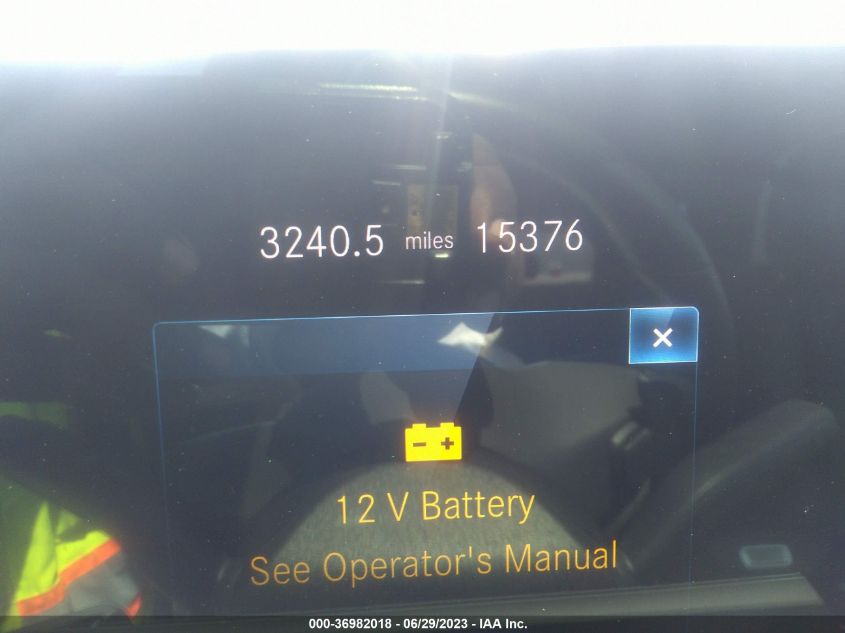 3240.5 miles 15376
×
12 V Battery
See Operator's Manual
000-36982018 - 06/29/2023 - IAA Inc.